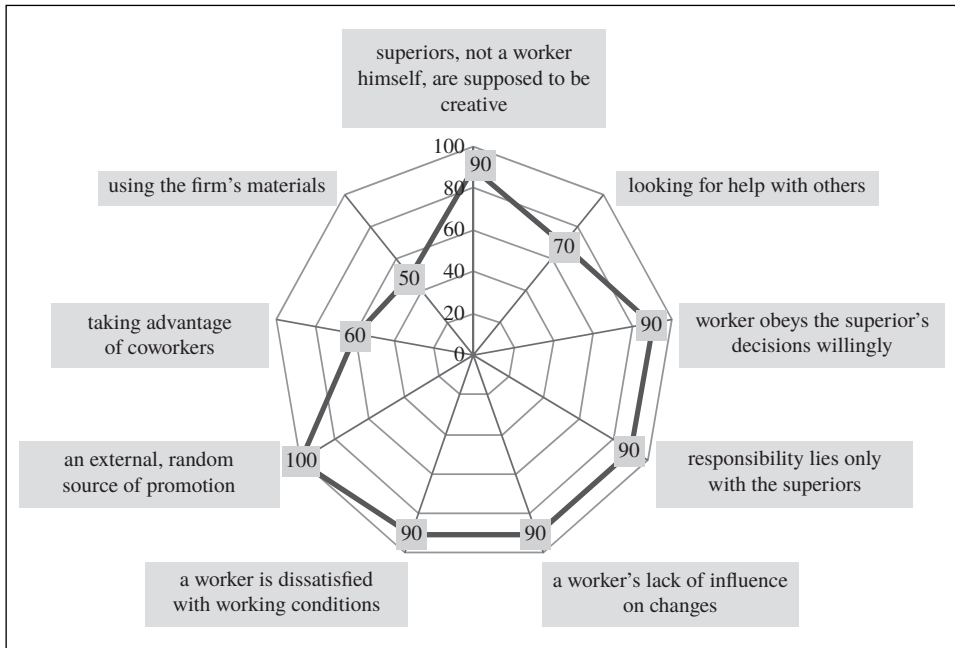 superiors, not a worker
himself, are supposed to be
creative
100
90
using the firm's materials
looking for help with others
80
60
70
50
40
taking advantage
of coworkers
60
20
90
worker obeys the superior's
decisions willingly
0
an external, random
source of promotion
100
90
responsibility lies only
with the superiors
90
90
a worker is dissatisfied
with working conditions
a worker's lack of influence
on changes